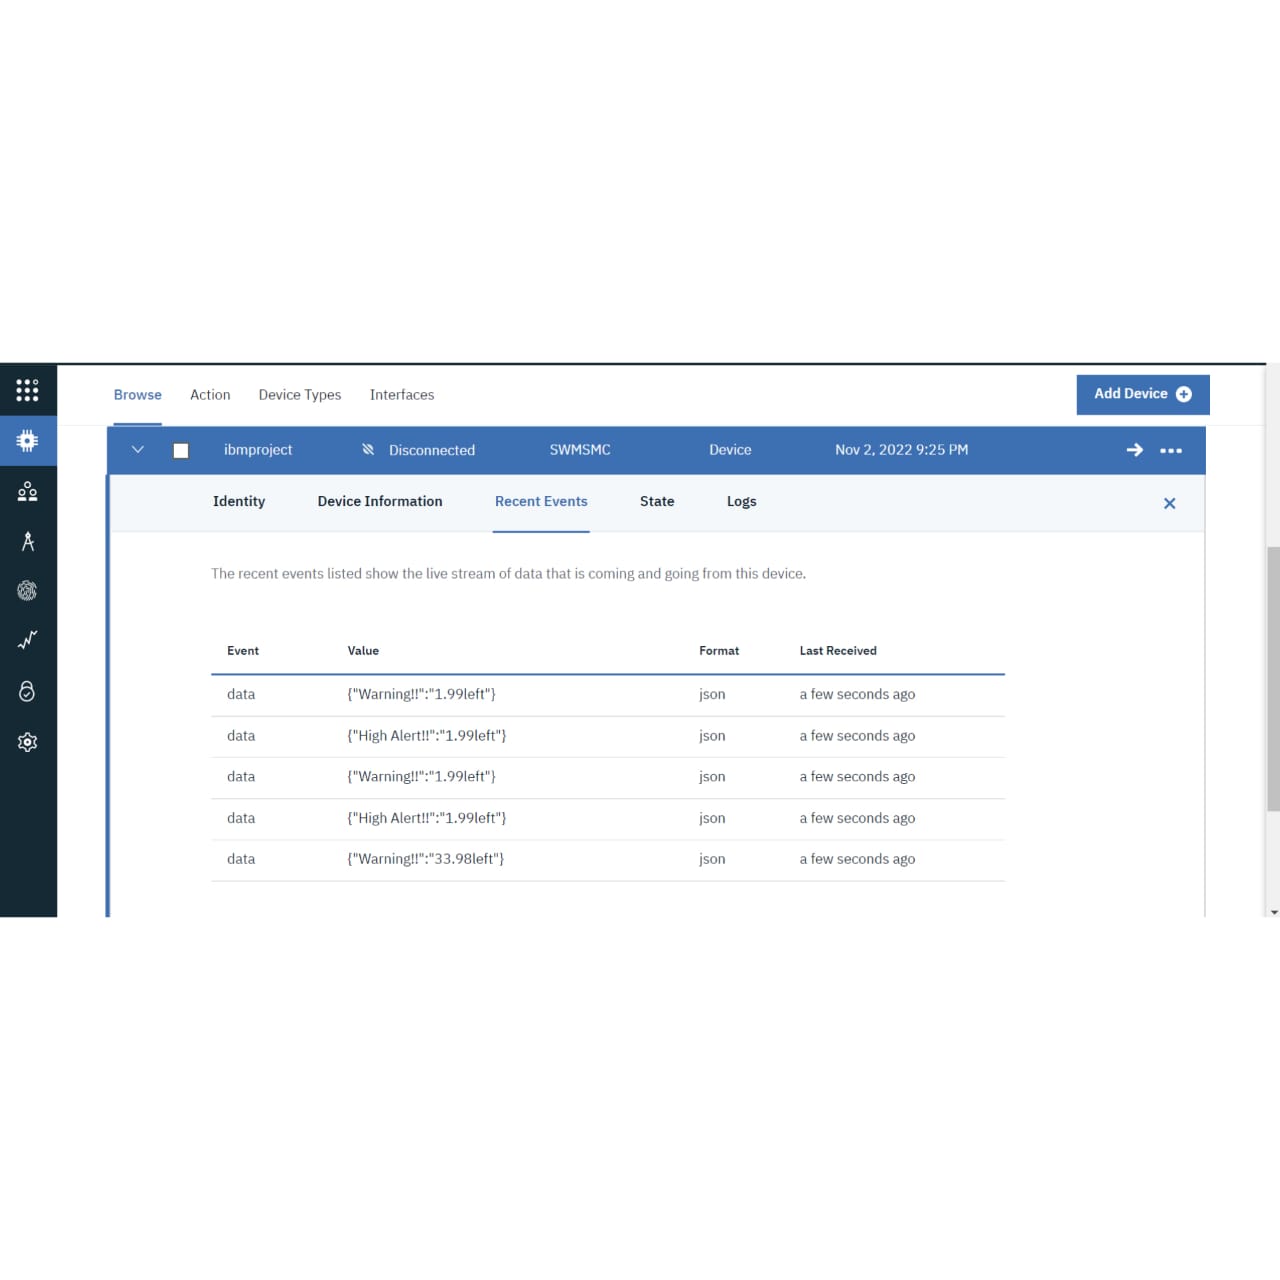 Browse Action Device Types Interfaces Add Device
ibmproject Disconnected SWMSMC Device Nov 2, 2022 9:25 PM
Identity Device Information Recent Events State Logs
The recent events listed show the live stream of data that is coming and going from this device.
Event Value Format Last Received
data {"Warning!!":"1.99left"} json a few seconds ago
data {"High Alert!!":"1.99left"} json a few seconds ago
data {"Warning!!":"1.99left"} json a few seconds ago
data {"High Alert!!":"1.99left"} json a few seconds ago
data {"Warning!!":"33.98left"} json a few seconds ago